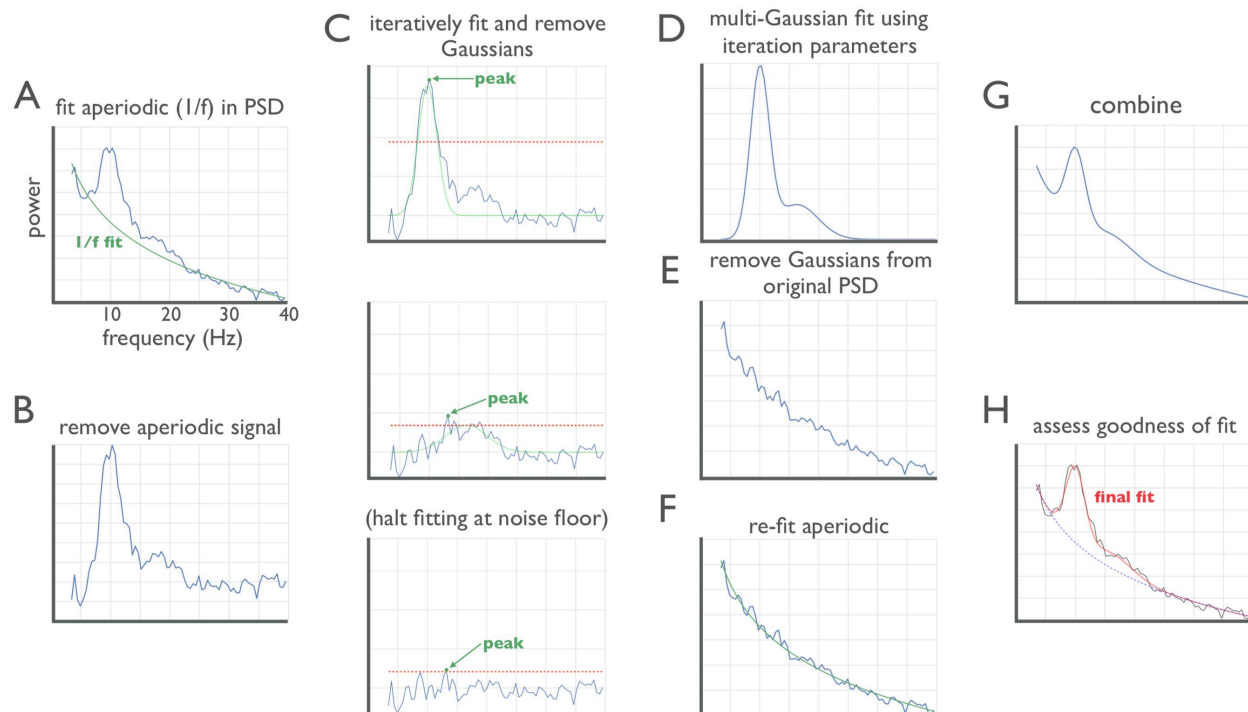 A
fit aperiodic (1/f) in PSD
power
1/f fit
10
20
30
40
frequency (Hz)
B
remove aperiodic signal
C
iteratively fit and remove
Gaussians
peak
peak
(halt fitting at noise floor)
peak
D
multi-Gaussian fit using
iteration parameters
E
remove Gaussians from
original PSD
F
re-fit aperiodic
G
combine
H
assess goodness of fit
final fit